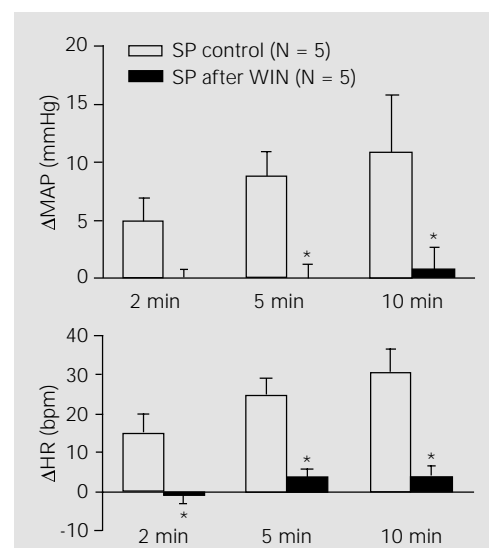 20
SP control (N = 5)
SP after WIN (N = 5)
15
10
5
0
ΔMAP (mmHg)
*
*
2 min 5 min 10 min
40
30
20
10
0
-10
ΔHR (bpm)
*
*
*
2 min 5 min 10 min